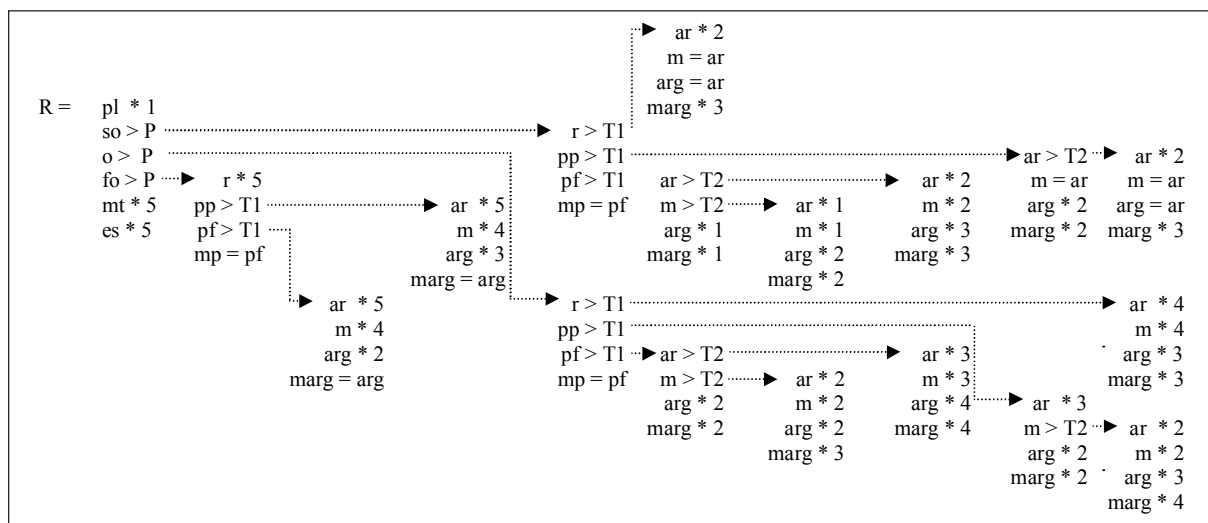 ar * 2
m = ar
arg = ar
R = pl * 1 marg * 3
so > P r > T1
o > P pp > T1 ar > T2 ar * 2
fo > P r * 5 pf > T1 ar > T2 ar * 2 m = ar m = ar
mt * 5 pp > T1 ar * 5 mp = pf m > T2 ar * 1 m * 2 arg * 2 arg = ar
es * 5 pf > T1 m * 4 arg * 1 m * 1 arg * 3 marg * 2 marg * 3
mp = pf arg * 3 marg * 1 arg * 2 marg * 3
marg = arg marg * 2
ar * 5 r > T1 ar * 4
m * 4 pp > T1 m * 4
arg * 2 pf > T1 ar > T2 ar * 3 arg * 3
marg = arg mp = pf m > T2 ar * 2 m * 3 marg * 3
arg * 2 m * 2 arg * 4 ar * 3
marg * 2 arg * 2 marg * 4 m > T2 ar * 2
marg * 3 arg * 2 m * 2
marg * 2 arg * 3
marg * 4